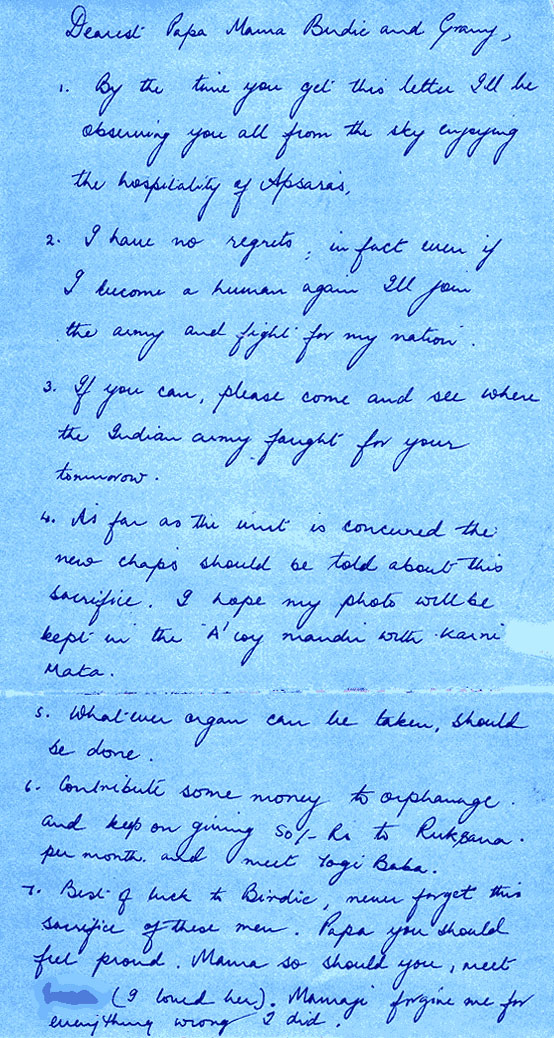 Dearest Papa Mama Birdie and Grany,
1. By the time you get this letter I'll be
observing you all from the sky enjoying
the hospitality of Apsaras,
2. I have no regrets, in fact even if
I become a human again I'll join
the army and fight for my nation.
3. If you can, please come and see where
the Indian army fought for your
tommorow.
4. As far as the unit is concerned the
new chaps should be told about this
sacrifice. I hope my photo will be
kept in the 'A' coy mandir with Karni
Mata.
5. Whatever organ can be taken, should
be done.
6. Contribute some money to orphanage.
and keep on giving 50/- Rs to Ruksana.
per month. and meet Yogi Baba.
7. Best of luck to Birdie, never forget this
sacrifice of these men. Papa you should
feel proud. Mama so should you, meet
(I loved her). Mamaji forgive me for
everything wrong I did.